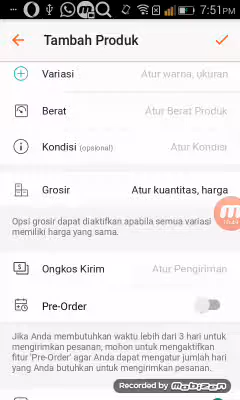 7:51PM
Tambah Produk
Variasi Atur warna, ukuran
Berat Atur Berat Produk
Kondisi (opsional) Atur Kondisi
Grosir Atur kuantitas, harga
Opsi grosir dapat diaktifkan apabila semua variasi
memiliki harga yang sama.
Ongkos Kirim Atur Pengiriman
Pre-Order
Jika Anda membutuhkan waktu lebih dari 3 hari untuk
mengirimkan pesanan, mohon untuk mengaktifkan
fitur 'Pre-Order' agar Anda dapat mengatur jumlah hari
yang Anda butuhkan untuk mengirimkan pesanan.
Recorded by Mobizen